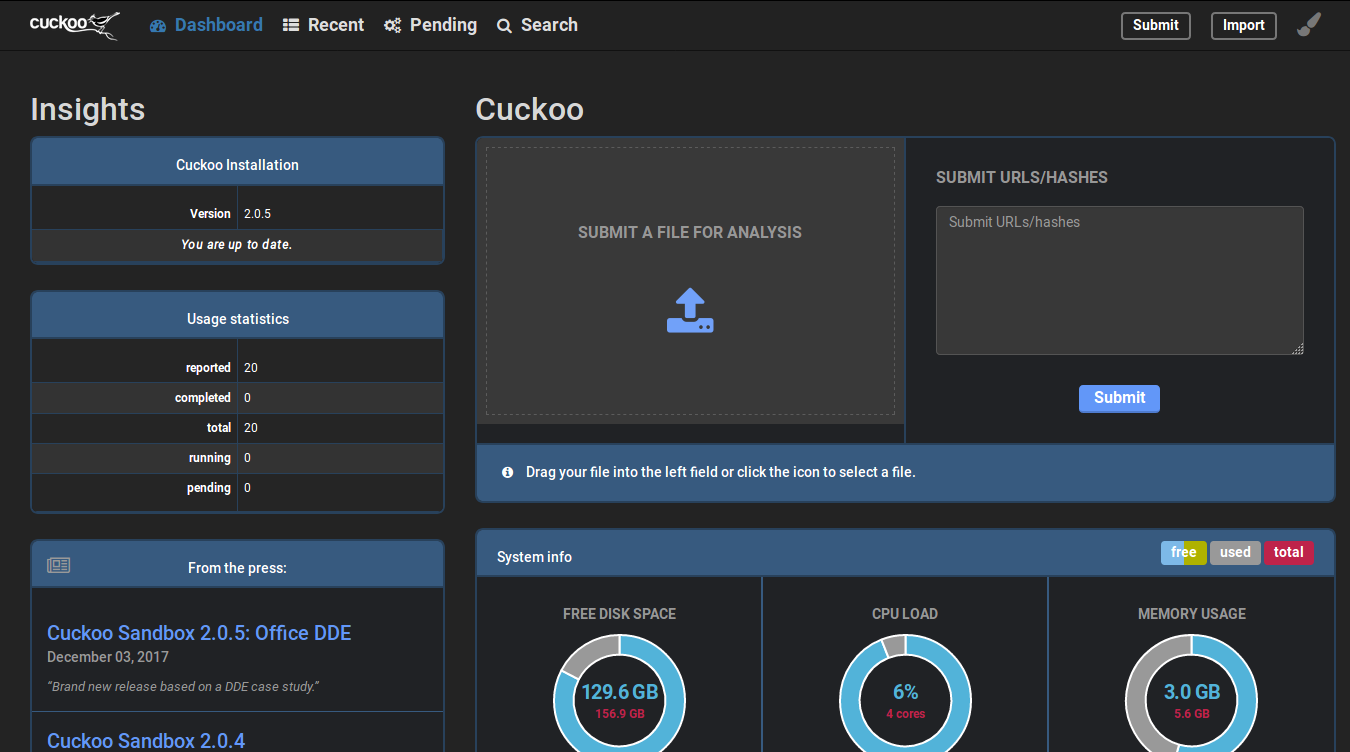 cuckoo Dashboard Recent Pending Search Submit Import
Insights
Cuckoo Installation
Version 2.0.5
You are up to date.
Usage statistics
reported 20
completed 0
total 20
running 0
pending 0
From the press:
Cuckoo Sandbox 2.0.5: Office DDE
December 03, 2017
“Brand new release based on a DDE case study.”
Cuckoo Sandbox 2.0.4
Cuckoo
SUBMIT A FILE FOR ANALYSIS
SUBMIT URLS/HASHES
Submit URLs/hashes
Submit
Drag your file into the left field or click the icon to select a file.
System info free used total
FREE DISK SPACE
129.6 GB
156.9 GB
CPU LOAD
6%
4 cores
MEMORY USAGE
3.0 GB
5.6 GB